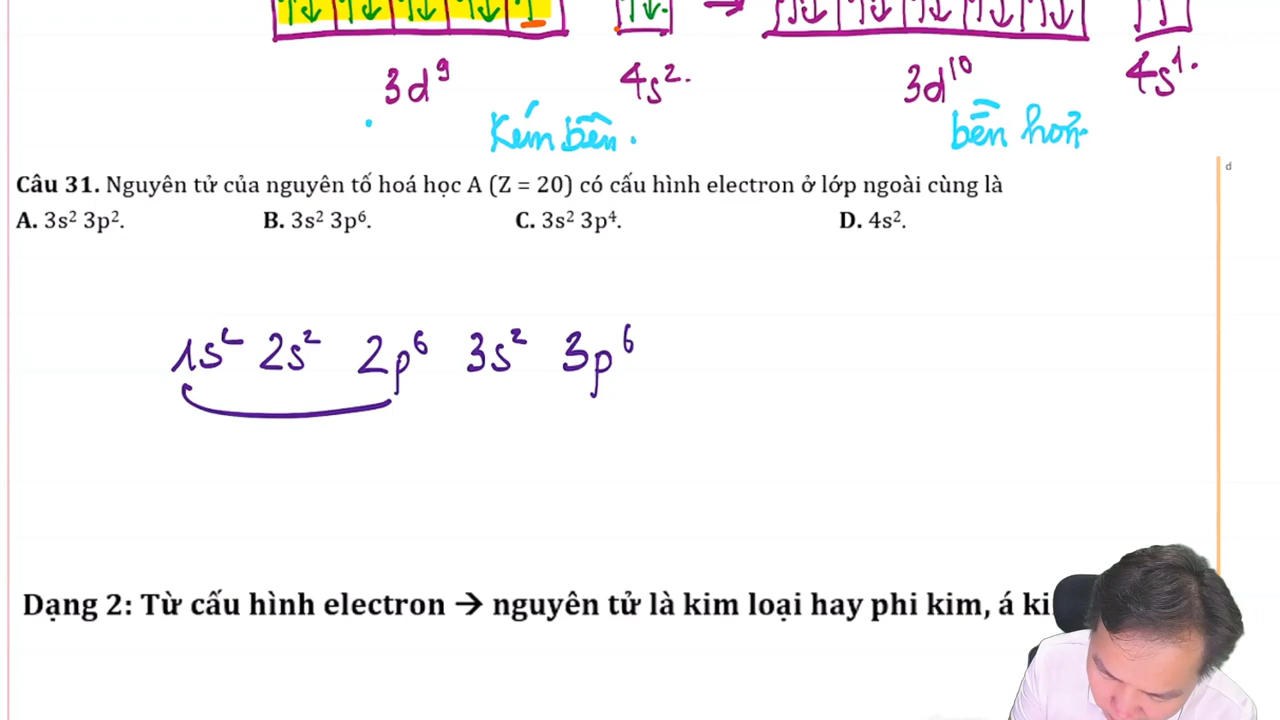 3d⁹ 4s². 3d¹⁰ 4s¹.
Kém bền. bền hơn
Câu 31. Nguyên tử của nguyên tố hoá học A (Z = 20) có cấu hình electron ở lớp ngoài cùng là
d
A. 3s² 3p². B. 3s² 3p⁶. C. 3s² 3p⁴. D. 4s².
1s² 2s² 2p⁶ 3s² 3p⁶
Dạng 2: Từ cấu hình electron → nguyên tử là kim loại hay phi kim, á ki